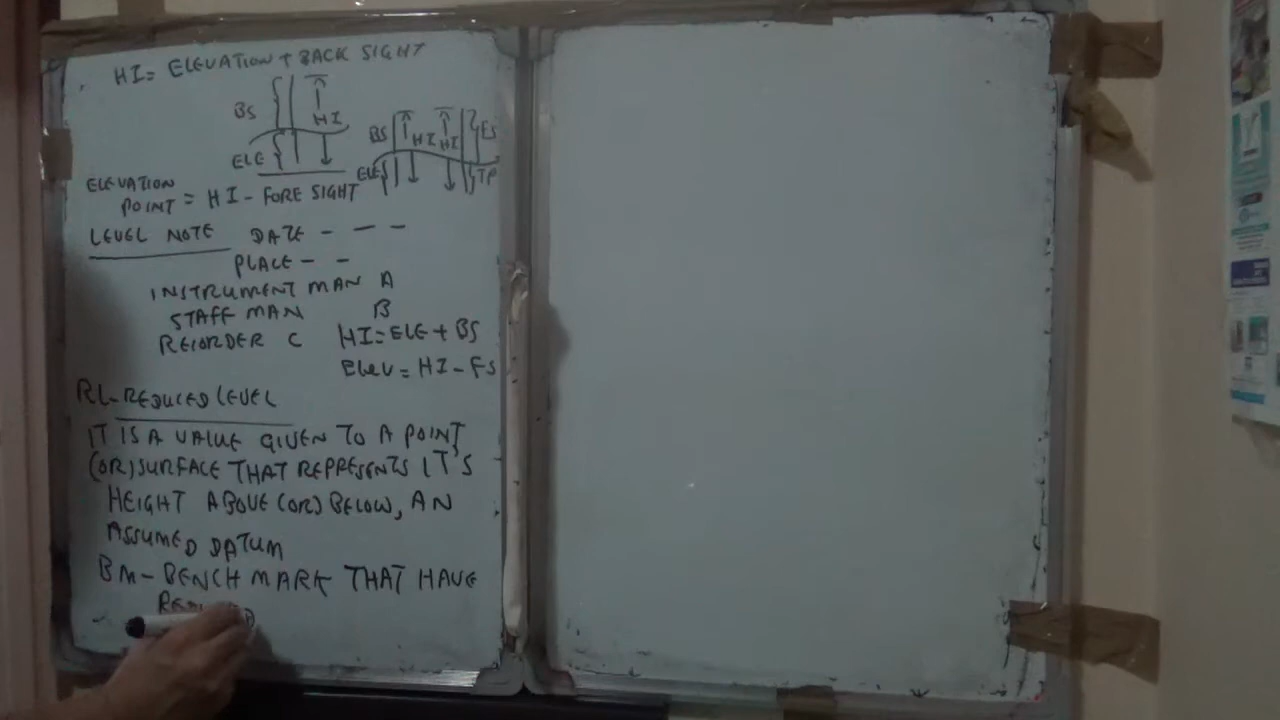 HI= ELEVATION + BACK SIGHT
BS
HI
ELE
BS
HI
HI
FS
ELE
TP
ELEVATION
POINT = HI - FORE SIGHT
LEVEL NOTE DATE - - -
PLACE - -
INSTRUMENT MAN A
STAFF MAN B
RECORDER C HI=ELE+BS
Elev = HI - FS
RL-REDUCED LEVEL
IT IS A VALUE GIVEN TO A POINT
(OR) SURFACE THAT REPRESENTS IT'S
HEIGHT ABOVE (OR) BELOW, AN
ASSUMED DATUM
BM- BENCH MARK THAT HAVE